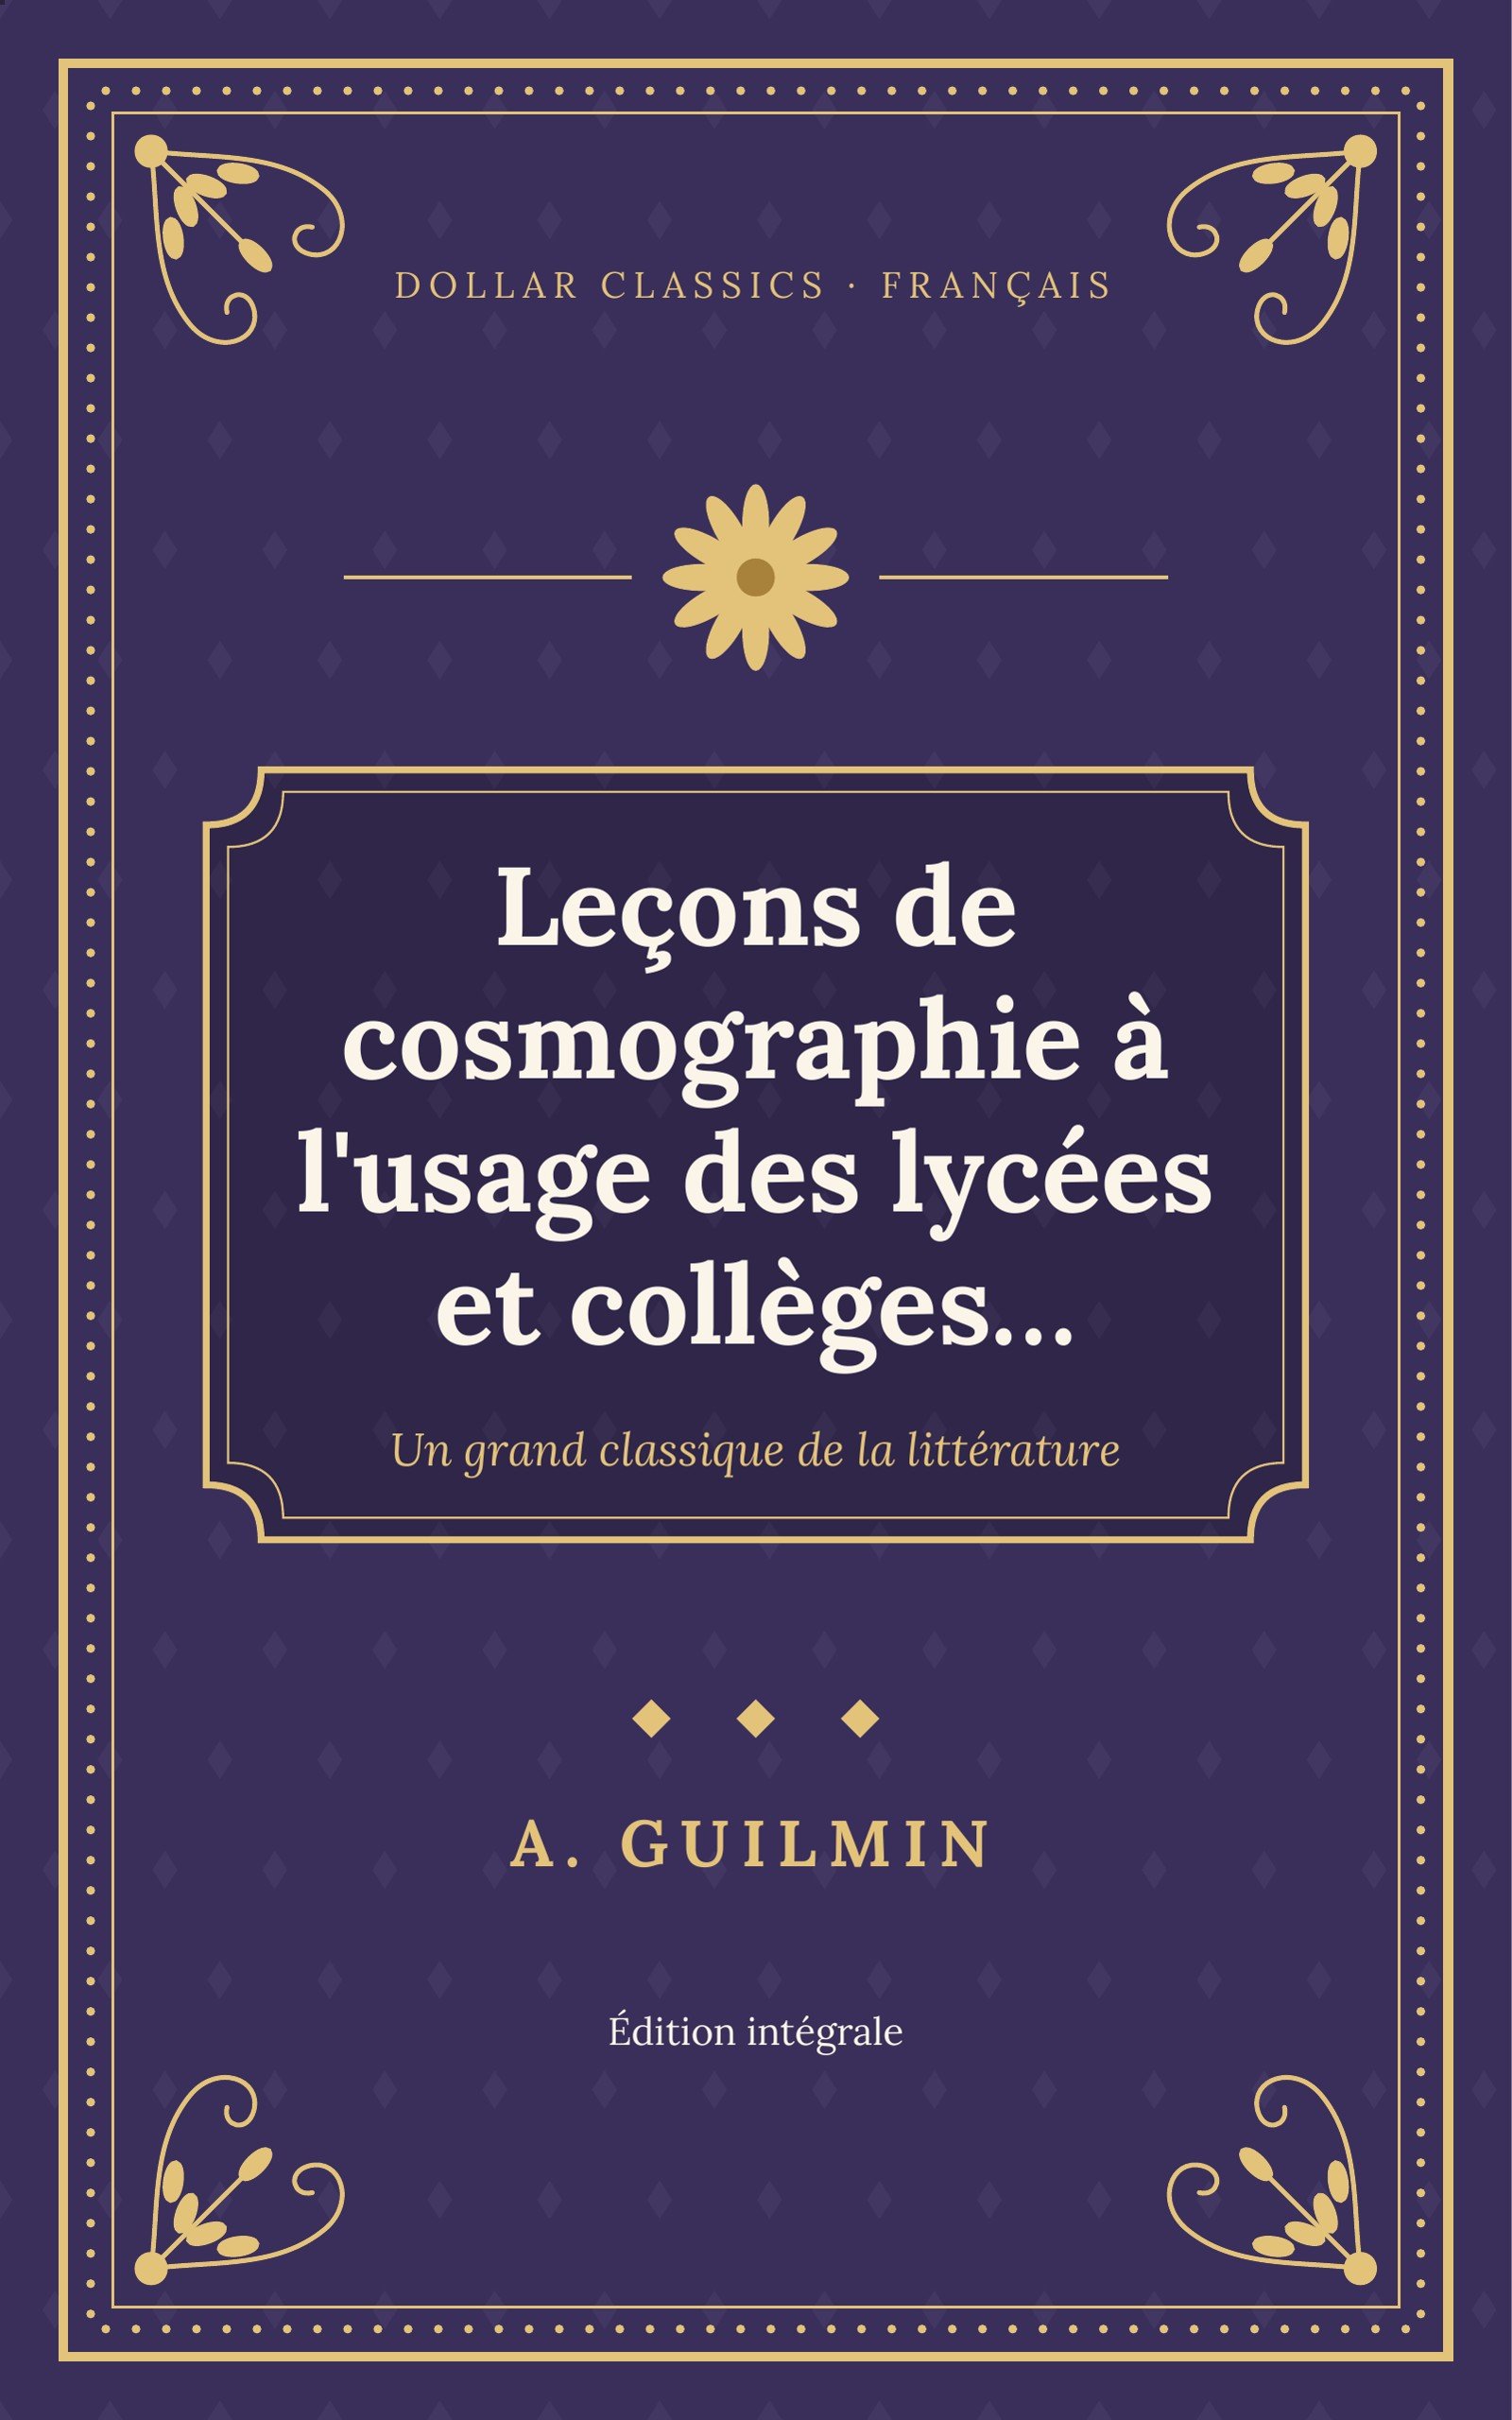 DOLLAR CLASSICS · FRANÇAIS
Leçons de
cosmographie à
l'usage des lycées
et collèges...
Un grand classique de la littérature
A. GUILMIN
Édition intégrale